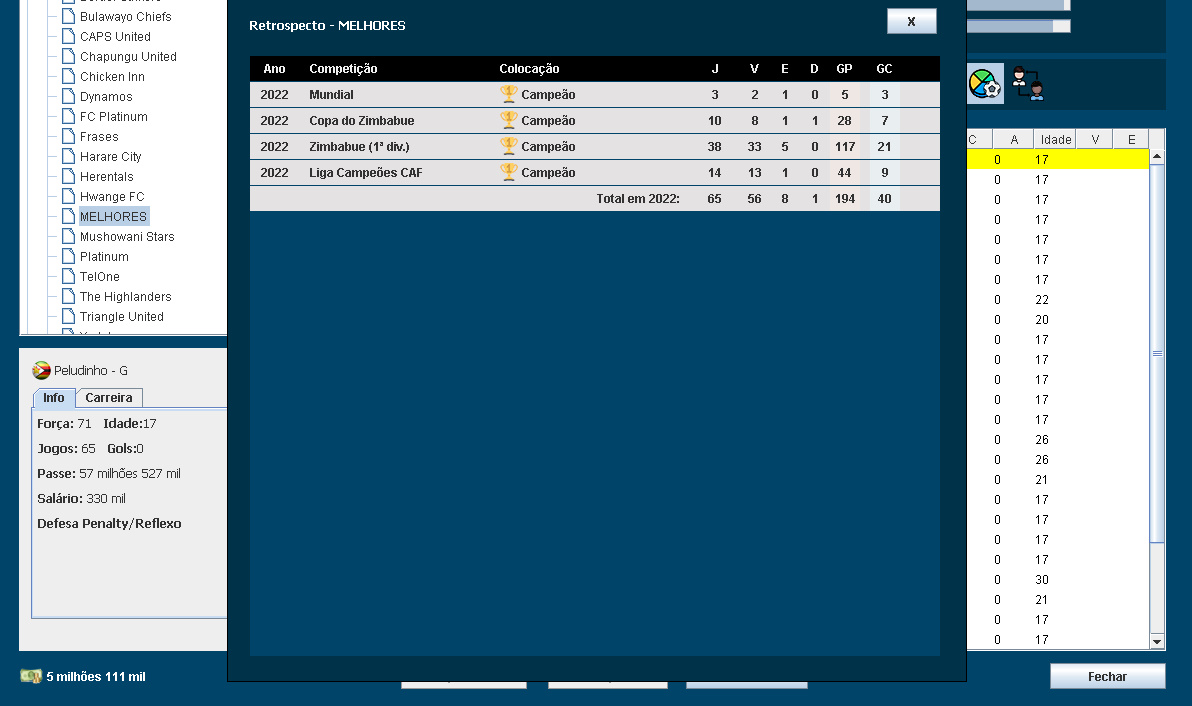 Bulawayo Chiefs
CAPS United
Chapungu United
Chicken Inn
Dynamos
FC Platinum
Frases
Harare City
Herentals
Hwange FC
MELHORES
Mushowani Stars
Platinum
TelOne
The Highlanders
Triangle United
Peludinho - G
Info Carreira
Força: 71 Idade:17
Jogos: 65 Gols:0
Passe: 57 milhões 527 mil
Salário: 330 mil
Defesa Penalty/Reflexo
5 milhões 111 mil
Retrospecto - MELHORES
X
Ano Competição Colocação J V E D GP GC
2022 Mundial Campeão 3 2 1 0 5 3
2022 Copa do Zimbabue Campeão 10 8 1 1 28 7
2022 Zimbabue (1ª div.) Campeão 38 33 5 0 117 21
2022 Liga Campeões CAF Campeão 14 13 1 0 44 9
Total em 2022: 65 56 8 1 194 40
C A Idade V E
0 17
0 17
0 17
0 17
0 17
0 17
0 17
0 22
0 20
0 17
0 17
0 17
0 17
0 17
0 26
0 26
0 21
0 17
0 17
0 17
0 17
0 30
0 21
0 17
0 17
Fechar